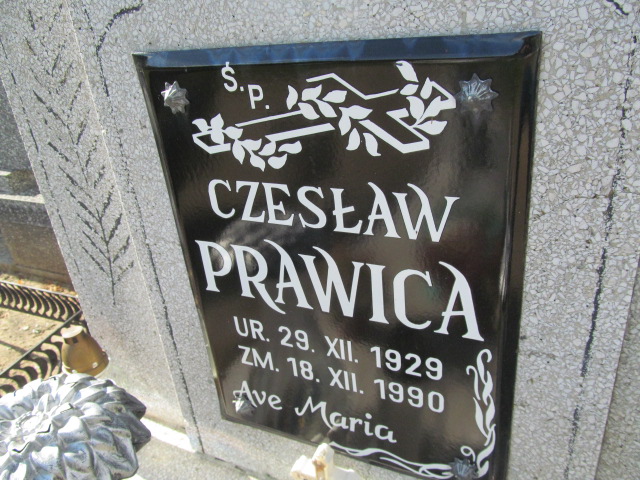 Ś.P.
CZESŁAW
PRAWICA
UR. 29. XII. 1929
ZM. 18. XII. 1990
Ave Maria